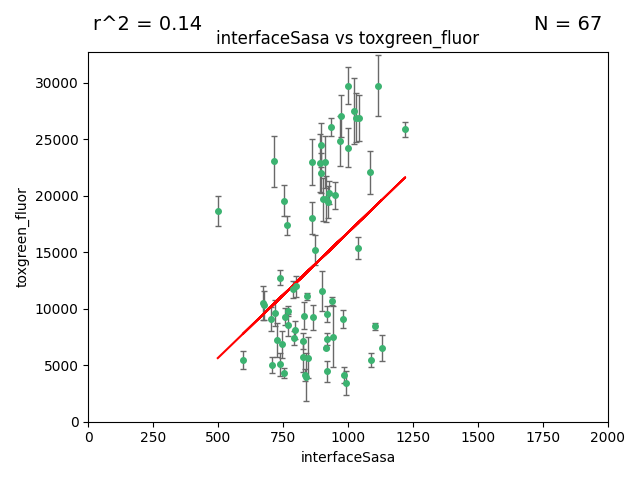 r^2 = 0.14
N = 67
interfaceSasa vs toxgreen_fluor
toxgreen_fluor
30000
25000
20000
15000
10000
5000
0
0 250 500 750 1000 1250 1500 1750 2000
interfaceSasa